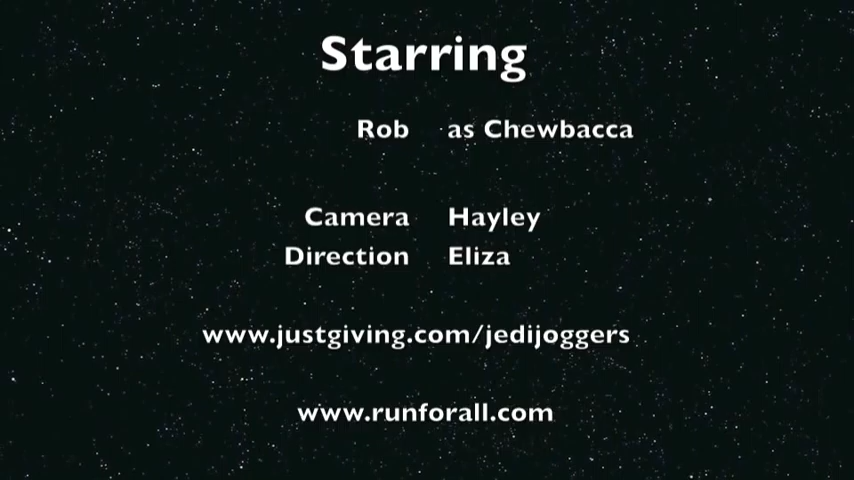 Starring
Rob as Chewbacca
Camera Hayley
Direction Eliza
www.justgiving.com/jedijoggers
www.runforall.com